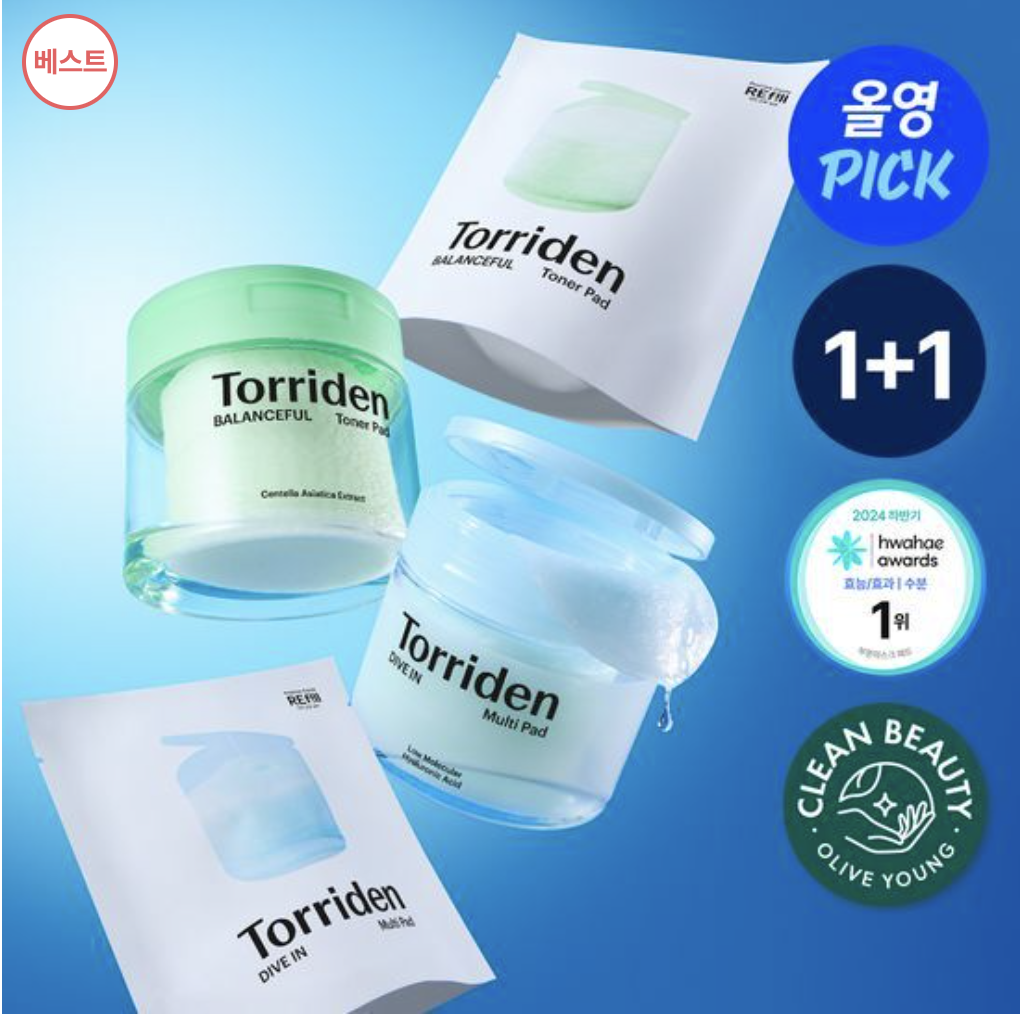 베스트
올영
PICK
REFill
Torriden
BALANCEFUL Toner Pad
1+1
Torriden
BALANCEFUL Toner Pad
Centella Asiatica Extract
2024 하반기
hwahae
awards
효능/효과 | 수분
1위
Torriden
DIVE IN
Multi Pad
Low Molecular
Hyaluronic Acid
REFill
Torriden
DIVE IN Multi Pad
CLEAN BEAUTY
OLIVE YOUNG